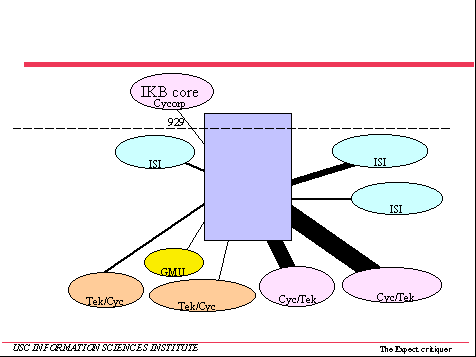 IKB core
Cycorp
929
ISI
ISI
ISI
GMU
Tek/Cyc
Tek/Cyc
Cyc/Tek
Cyc/Tek
USC INFORMATION SCIENCES INSTITUTE
The Expect critiquer